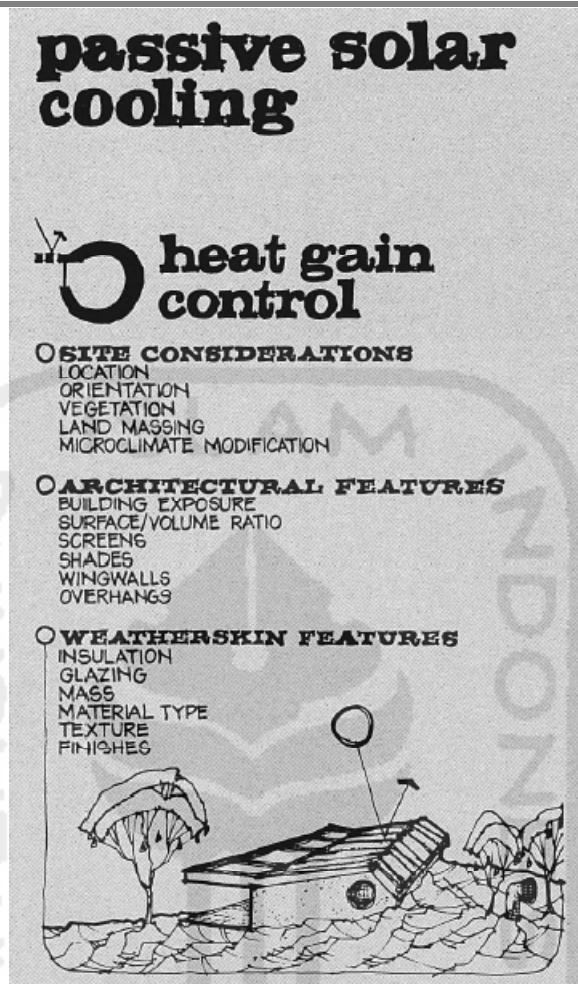 passive solar
cooling
heat gain
control
SITE CONSIDERATIONS
LOCATION
ORIENTATION
VEGETATION
LAND MASSING
MICROCLIMATE MODIFICATION
ARCHITECTURAL FEATURES
BUILDING EXPOSURE
SURFACE/VOLUME RATIO
SCREENS
SHADES
WINGWALLS
OVERHANGS
WEATHERSKIN FEATURES
INSULATION
GLAZING
MASS
MATERIAL TYPE
TEXTURE
FINISHES